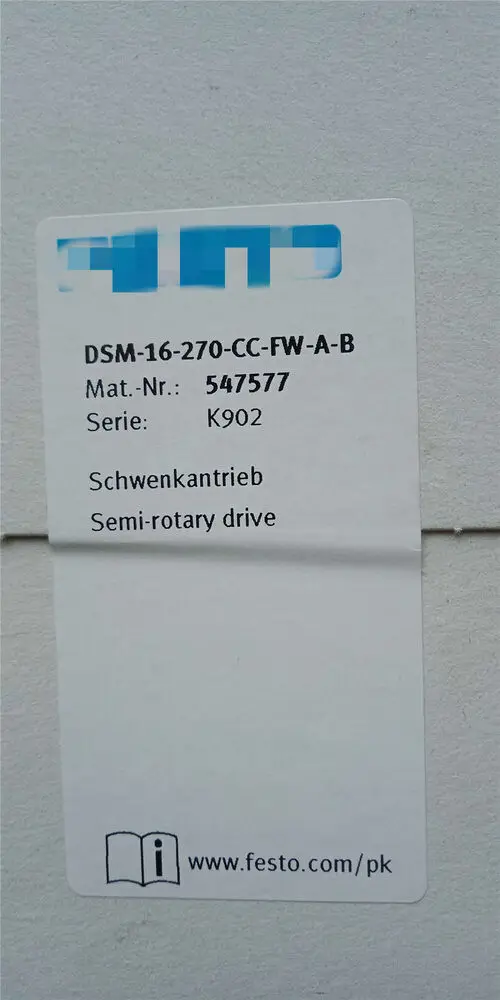 DSM-16-270-CC-FW-A-B
Mat.-Nr.: 547577
Serie: K902
Schwenkantrieb
Semi-rotary drive
i www.festo.com/pk